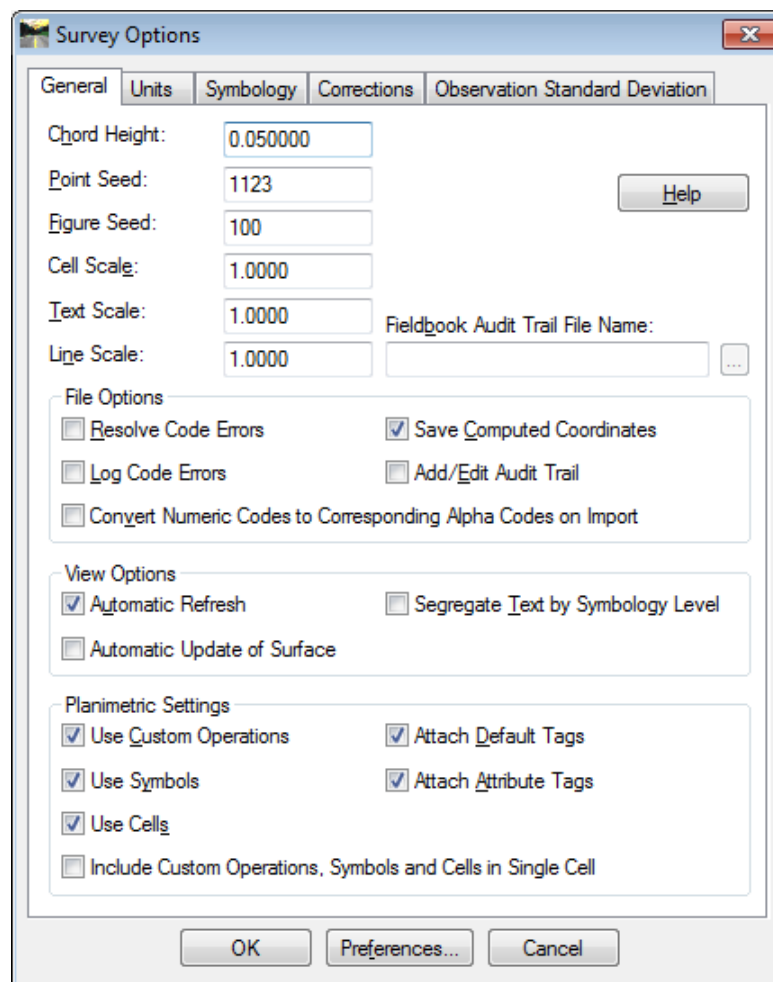 Survey Options
General Units Symbology Corrections Observation Standard Deviation
Chord Height: 0.050000
Point Seed: 1123
Help
Figure Seed: 100
Cell Scale: 1.0000
Text Scale: 1.0000
Fieldbook Audit Trail File Name:
Line Scale: 1.0000
...
File Options
Resolve Code Errors Save Computed Coordinates
Log Code Errors Add/Edit Audit Trail
Convert Numeric Codes to Corresponding Alpha Codes on Import
View Options
Automatic Refresh Segregate Text by Symbology Level
Automatic Update of Surface
Planimetric Settings
Use Custom Operations Attach Default Tags
Use Symbols Attach Attribute Tags
Use Cells
Include Custom Operations, Symbols and Cells in Single Cell
OK Preferences... Cancel